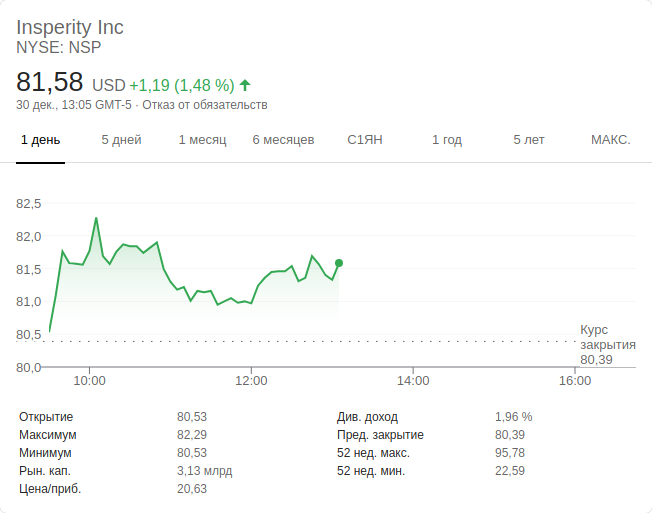 Insperity Inc
NYSE: NSP
81,58 USD +1,19 (1,48 %)
30 дек., 13:05 GMT-5 · Отказ от обязательств
1 день 5 дней 1 месяц 6 месяцев С1ЯН 1 год 5 лет МАКС.
82,5
82,0
81,5
81,0
80,5
80,0
Курс
закрытия
80,39
10:00 12:00 14:00 16:00
Открытие 80,53 Див. доход 1,96 %
Максимум 82,29 Пред. закрытие 80,39
Минимум 80,53 52 нед. макс. 95,78
Рын. кап. 3,13 млрд 52 нед. мин. 22,59
Цена/приб. 20,63